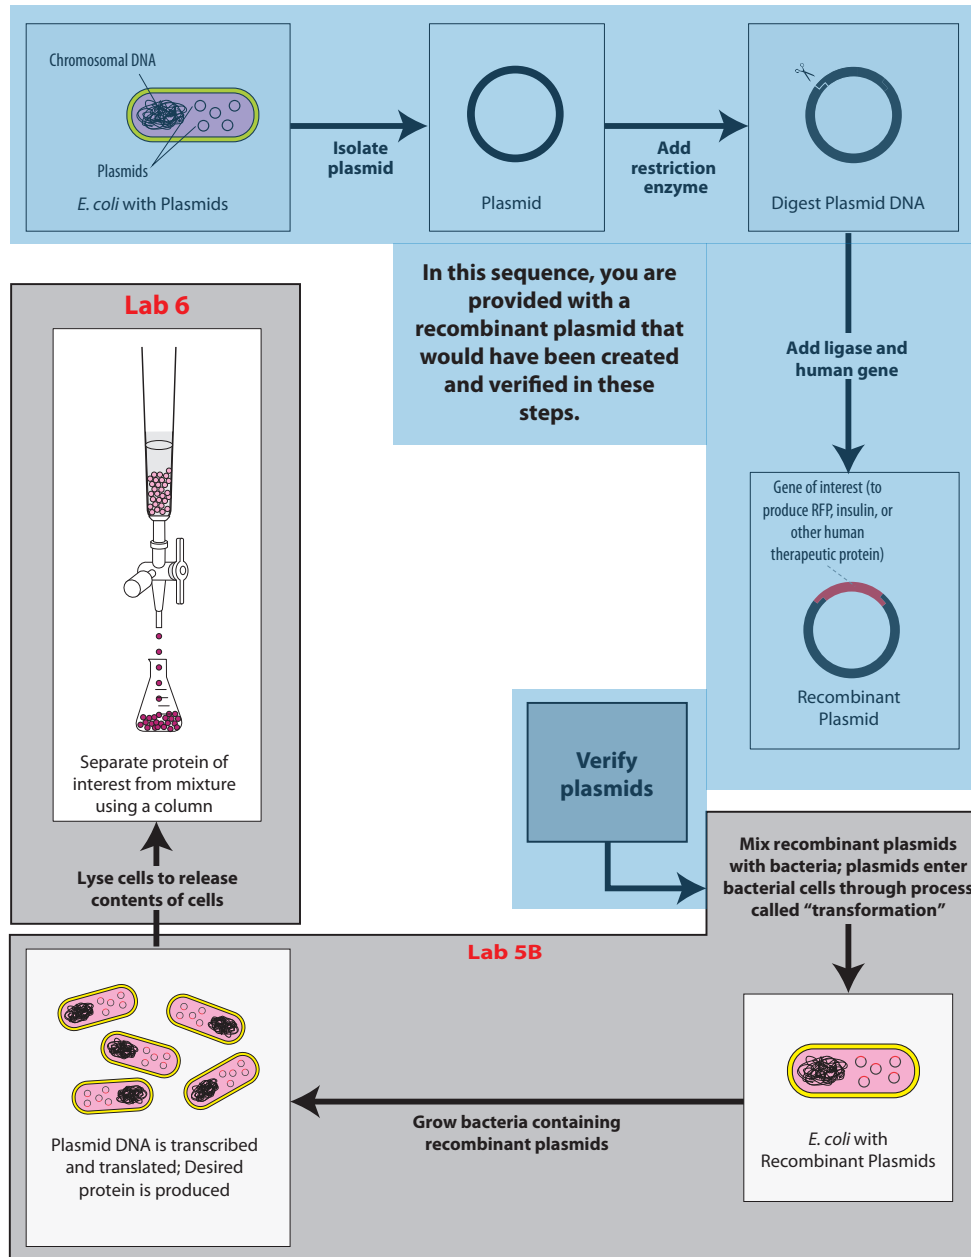 Chromosomal DNA
Plasmids
E. coli with Plasmids
Isolate
plasmid
Plasmid
Add
restriction
enzyme
Digest Plasmid DNA
In this sequence, you are
provided with a
recombinant plasmid that
would have been created
and verified in these
steps.
Add ligase and
human gene
Gene of interest (to
produce RFP, insulin, or
other human
therapeutic protein)
Recombinant
Plasmid
Verify
plasmids
Mix recombinant plasmids
with bacteria; plasmids enter
bacterial cells through process
called “transformation”
Lab 5B
E. coli with
Recombinant Plasmids
Grow bacteria containing
recombinant plasmids
Plasmid DNA is transcribed
and translated; Desired
protein is produced
Lyse cells to release
contents of cells
Lab 6
Separate protein of
interest from mixture
using a column